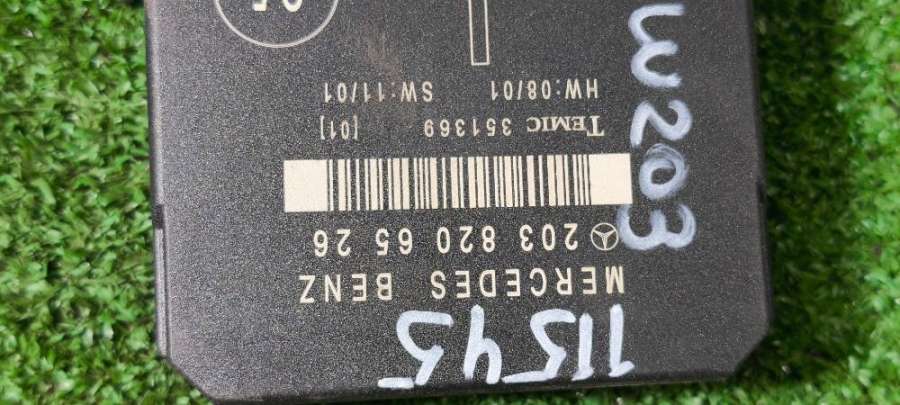 MERCEDES BENZ
203 820 65 26
TEMIC 351369 [01]
HW:08/01 SW:11/01
W203
11545